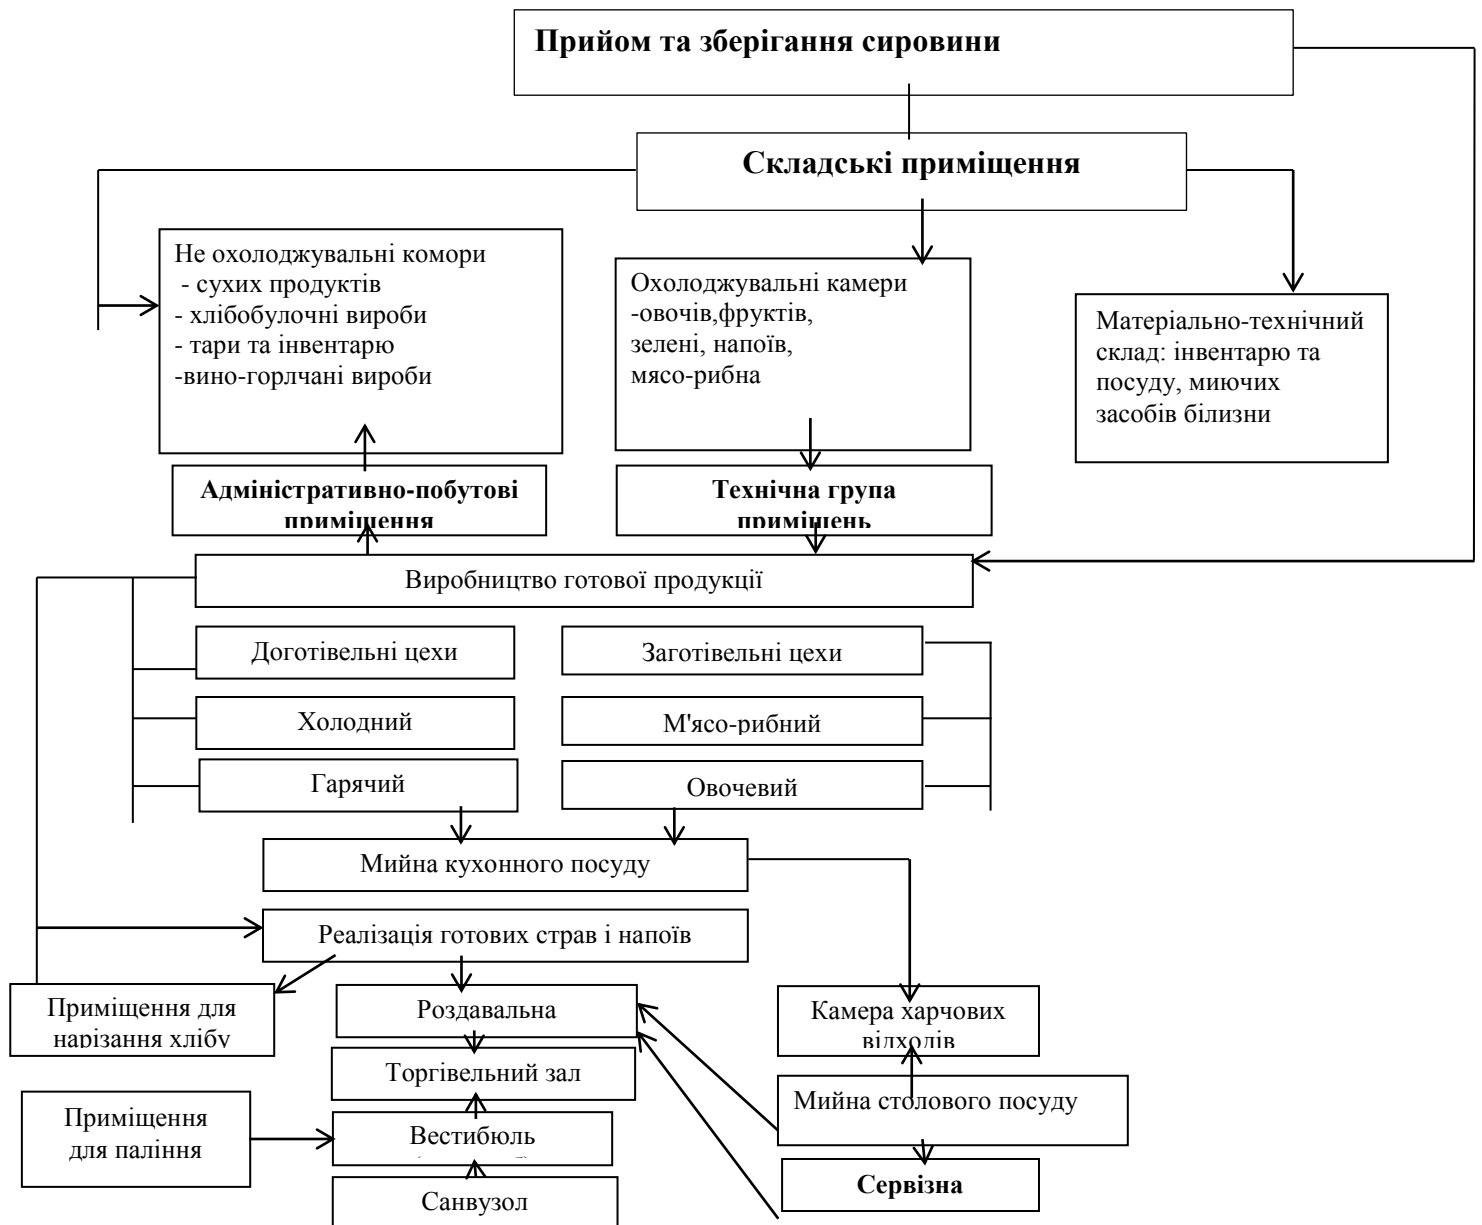 Прийом та зберігання сировини
Складські приміщення
Не охолоджувальні комори
- сухих продуктів
- хлібобулочні вироби
- тари та інвентарю
-вино-горлчані вироби
Охолоджувальні камери
-овочів,фруктів,
зелені, напоїв,
мясо-рибна
Матеріально-технічний
склад: інвентарю та
посуду, миючих
засобів білизни
Адміністративно-побутові
приміщення
Технічна група
приміщень
Виробництво готової продукції
Доготівельні цехи
Заготівельні цехи
Холодний
М'ясо-рибний
Гарячий
Овочевий
Мийна кухонного посуду
Реалізація готових страв і напоїв
Приміщення для
нарізання хлібу
Роздавальна
Камера харчових
відходів
Торгівельний зал
Мийна столового посуду
Приміщення
для паління
Вестибюль
Сервізна
Санвузол